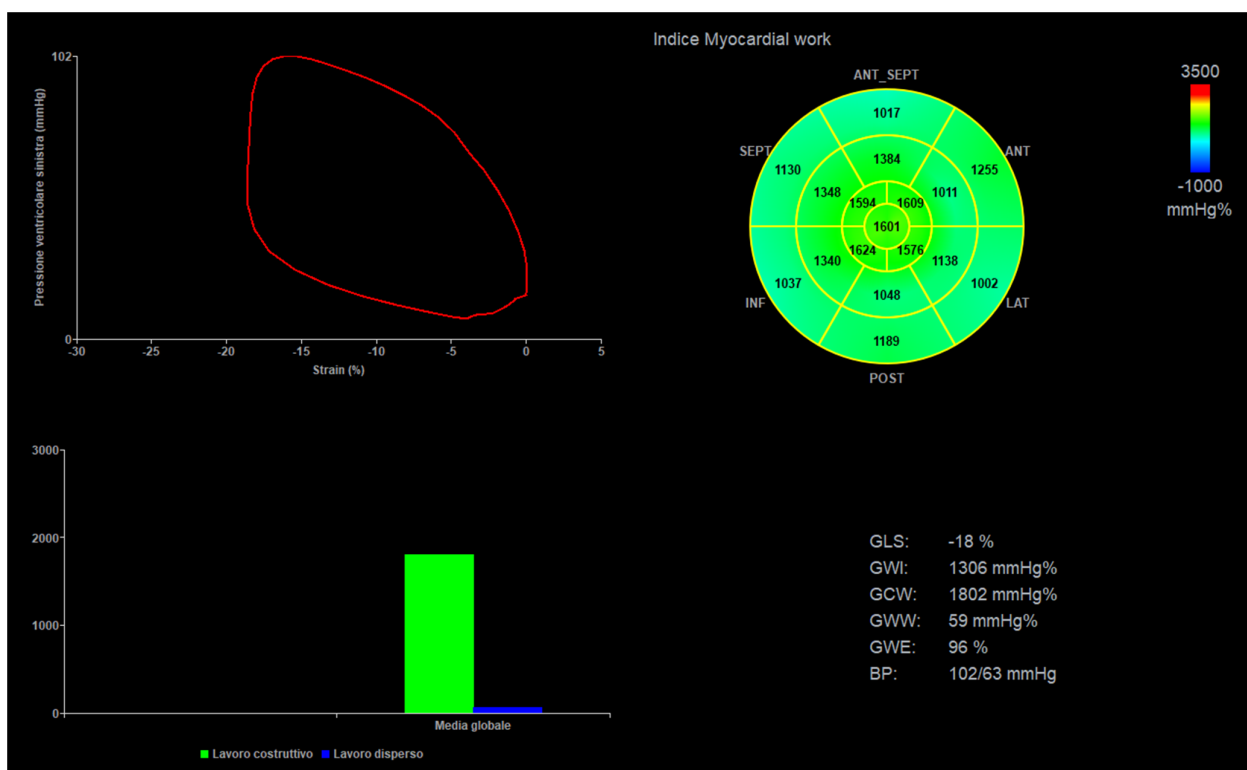 Indice Myocardial work
102
Pressione ventricolare sinistra (mmHg)
0
-30 -25 -20 -15 -10 -5 0 5
Strain (%)
ANT_SEPT
1017
SEPT
ANT
1130
1255
1384
1348
1011
1594
1609
1601
1624
1576
1340
1138
1037
1002
INF
LAT
1048
1189
POST
3500
-1000
mmHg%
3000
2000
1000
0
Media globale
Lavoro costruttivo Lavoro disperso
GLS: -18 %
GWI: 1306 mmHg%
GCW: 1802 mmHg%
GWW: 59 mmHg%
GWE: 96 %
BP: 102/63 mmHg